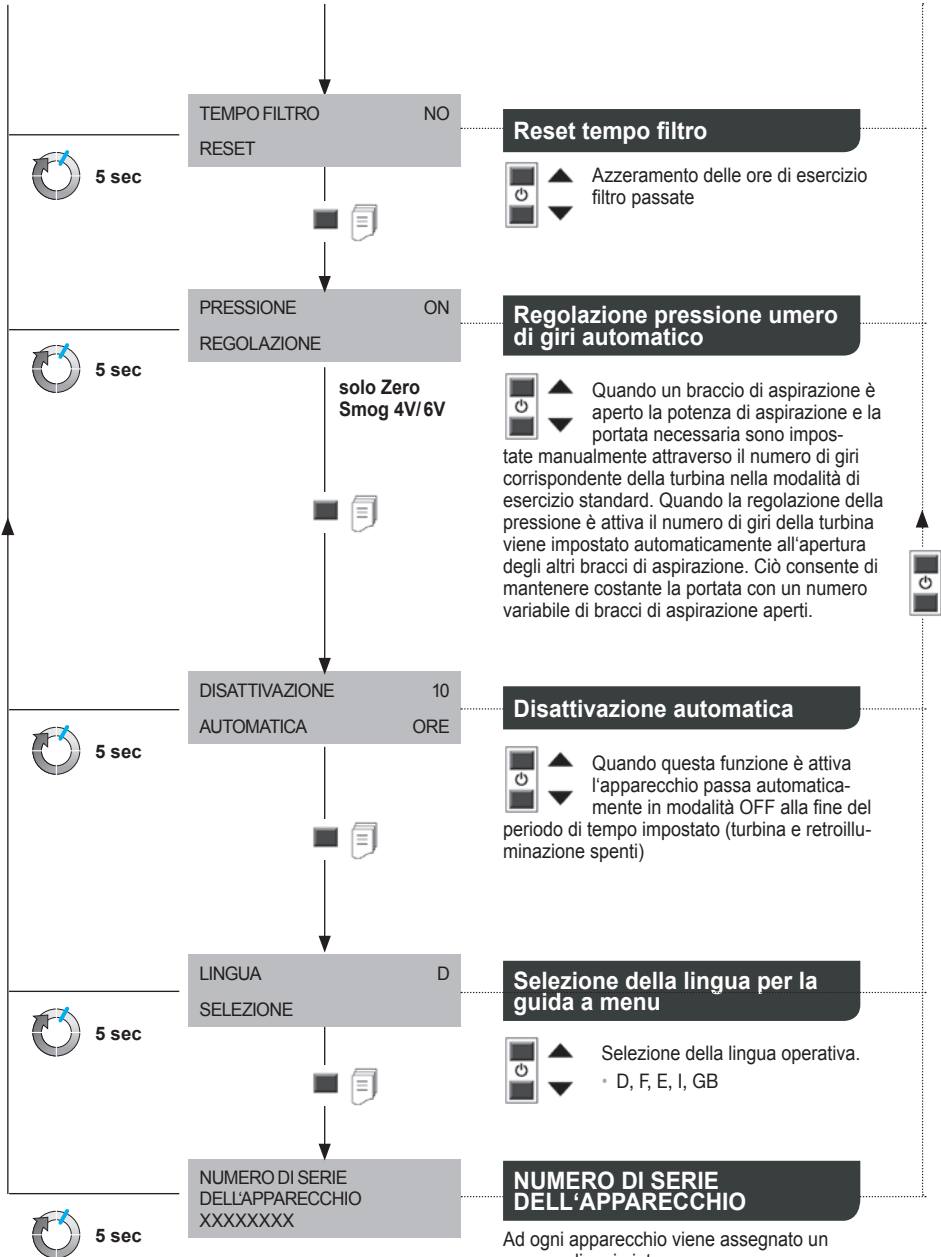 TEMPO FILTRO NO
RESET
5 sec
Reset tempo filtro
Azzeramento delle ore di esercizio
filtro passate
PRESSIONE ON
REGOLAZIONE
5 sec
solo Zero
Smog 4V/ 6V
Regolazione pressione umero
di giri automatico
Quando un braccio di aspirazione è
aperto la potenza di aspirazione e la
portata necessaria sono impos-
tate manualmente attraverso il numero di giri
corrispondente della turbina nella modalità di
esercizio standard. Quando la regolazione della
pressione è attiva il numero di giri della turbina
viene impostato automaticamente all‘apertura
degli altri bracci di aspirazione. Ciò consente di
mantenere costante la portata con un numero
variabile di bracci di aspirazione aperti.
DISATTIVAZIONE 10
AUTOMATICA ORE
5 sec
Disattivazione automatica
Quando questa funzione è attiva
l‘apparecchio passa automatica-
mente in modalità OFF alla fine del
periodo di tempo impostato (turbina e retroillu-
minazione spenti)
LINGUA D
SELEZIONE
5 sec
Selezione della lingua per la
guida a menu
Selezione della lingua operativa.
• D, F, E, I, GB
NUMERO DI SERIE
DELL‘APPARECCHIO
XXXXXXXX
5 sec
NUMERO DI SERIE
DELL‘APPARECCHIO
Ad ogni apparecchio viene assegnato un